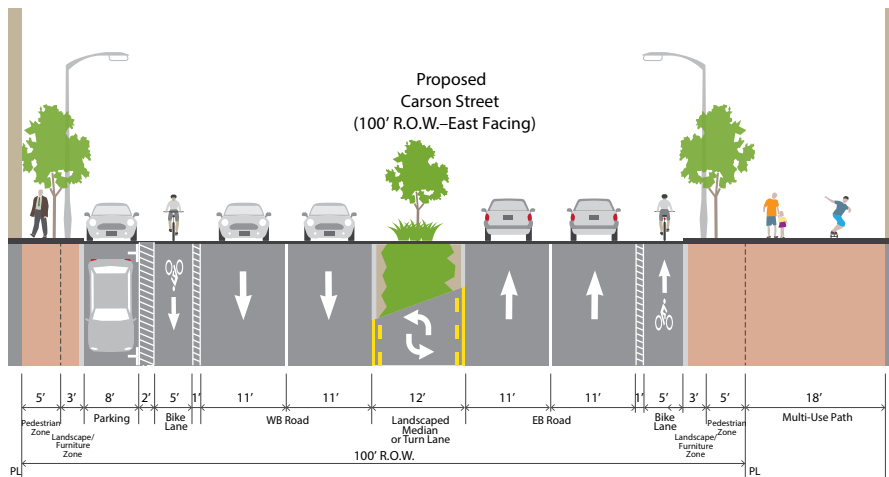 Proposed
Carson Street
(100’ R.O.W.–East Facing)
5’ 3’ 8’ 2’ 5’ 1’ 11’ 11’ 12’ 11’ 11’ 1’ 5’ 3’ 5’ 18’
Pedestrian
Zone
Landscape/
Furniture
Zone
Parking
Bike
Lane
WB Road
Landscaped
Median
or Turn Lane
EB Road
Bike
Lane
Landscape/
Furniture
Zone
Pedestrian
Zone
Multi-Use Path
100’ R.O.W.
PL
PL